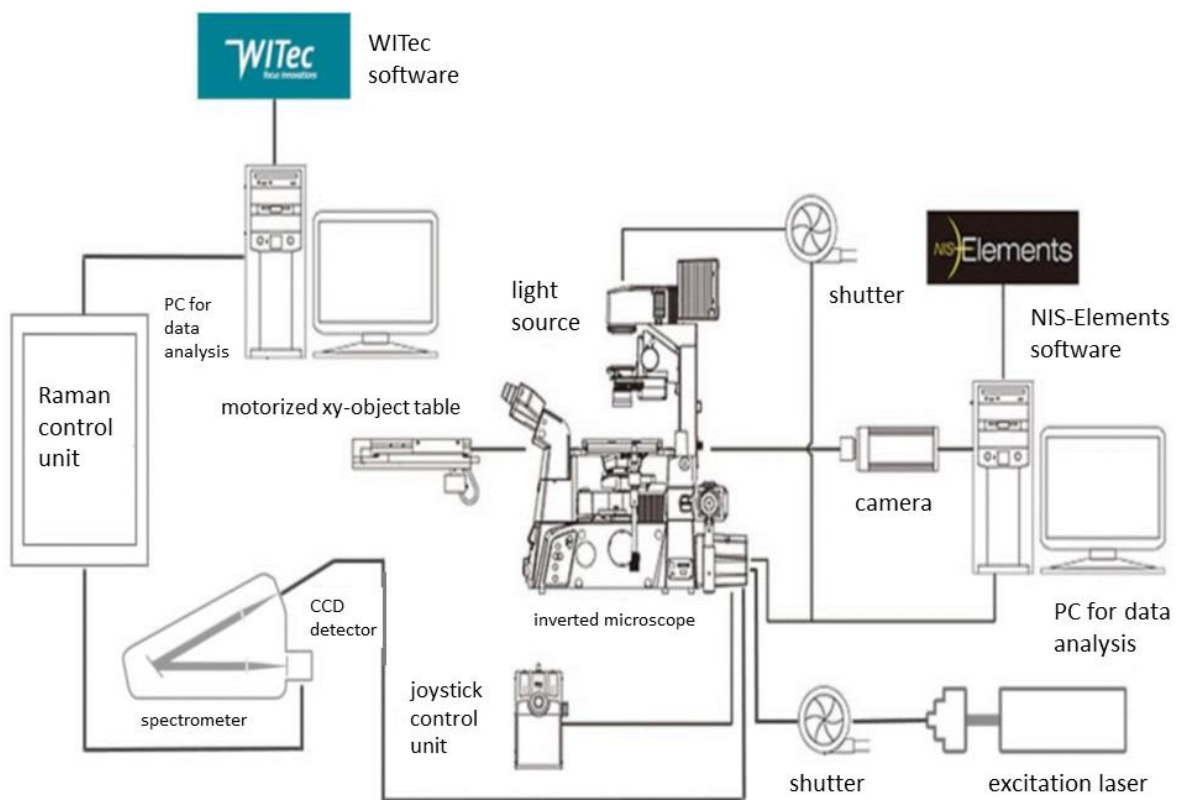 WITec
focus innovations
WITec
software
PC for
data
analysis
Raman
control
unit
motorized xy-object table
light
source
shutter
NIS-Elements
NIS-Elements
software
camera
PC for data
analysis
CCD
detector
spectrometer
inverted microscope
joystick
control
unit
shutter
excitation laser